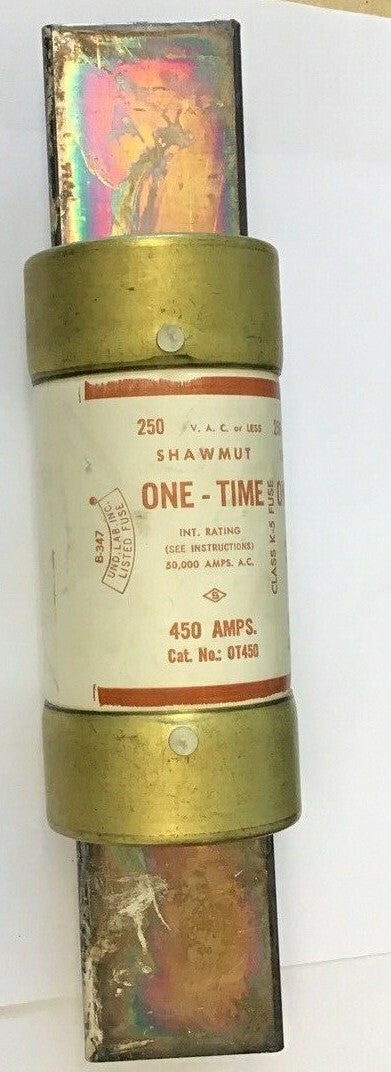 250 V. A. C. or LESS
SHAWMUT
ONE - TIME
INT. RATING
(SEE INSTRUCTIONS)
50,000 AMPS. A.C.
S
450 AMPS.
Cat. No.: OT450
B-347
UND. LAB. INC.
LISTED FUSE
CLASS K-5 FUSE